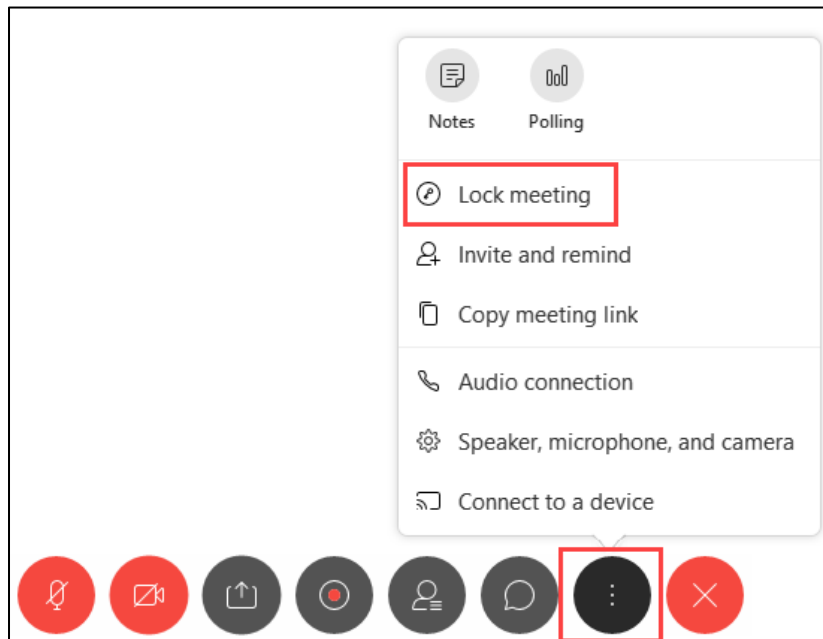 Notes
Polling
Lock meeting
Invite and remind
Copy meeting link
Audio connection
Speaker, microphone, and camera
Connect to a device